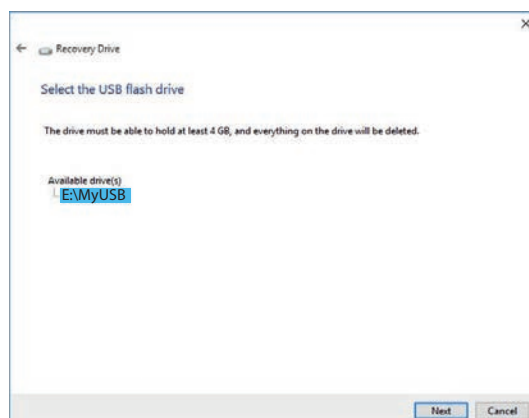 Recovery Drive
Select the USB flash drive
The drive must be able to hold at least 4 GB, and everything on the drive will be deleted.
Available drive(s)
E:\MyUSB
Next Cancel